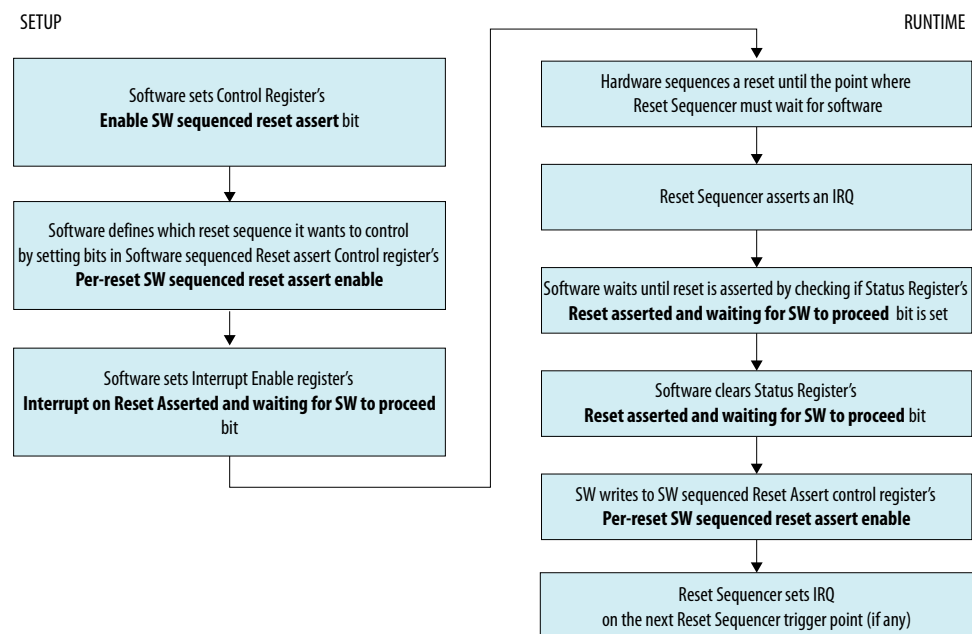 SETUP
Software sets Control Register's
Enable SW sequenced reset assert bit
Software defines which reset sequence it wants to control
by setting bits in Software sequenced Reset assert Control register's
Per-reset SW sequenced reset assert enable
Software sets Interrupt Enable register's
Interrupt on Reset Asserted and waiting for SW to proceed
bit
RUNTIME
Hardware sequences a reset until the point where
Reset Sequencer must wait for software
Reset Sequencer asserts an IRQ
Software waits until reset is asserted by checking if Status Register's
Reset asserted and waiting for SW to proceed bit is set
Software clears Status Register's
Reset asserted and waiting for SW to proceed bit
SW writes to SW sequenced Reset Assert control register's
Per-reset SW sequenced reset assert enable
Reset Sequencer sets IRQ
on the next Reset Sequencer trigger point (if any)